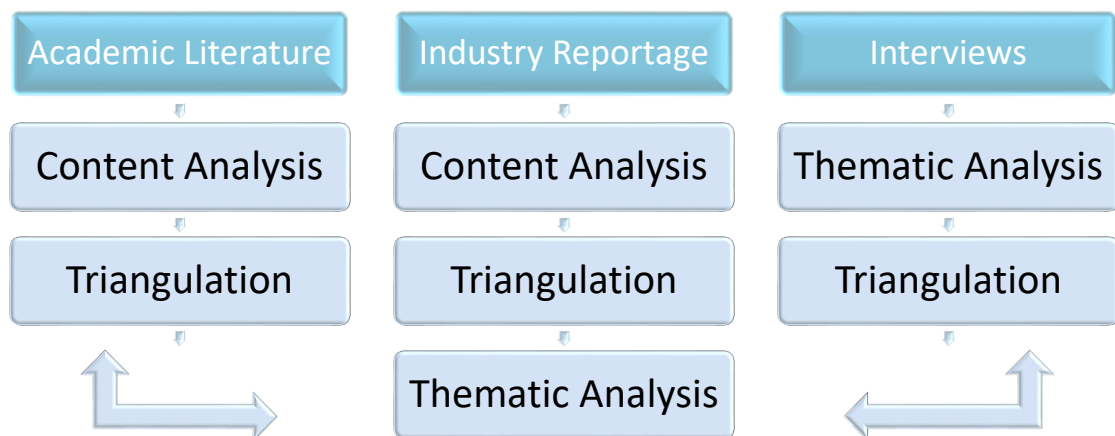 Academic Literature
Industry Reportage
Interviews
Content Analysis
Content Analysis
Thematic Analysis
Triangulation
Triangulation
Triangulation
Thematic Analysis